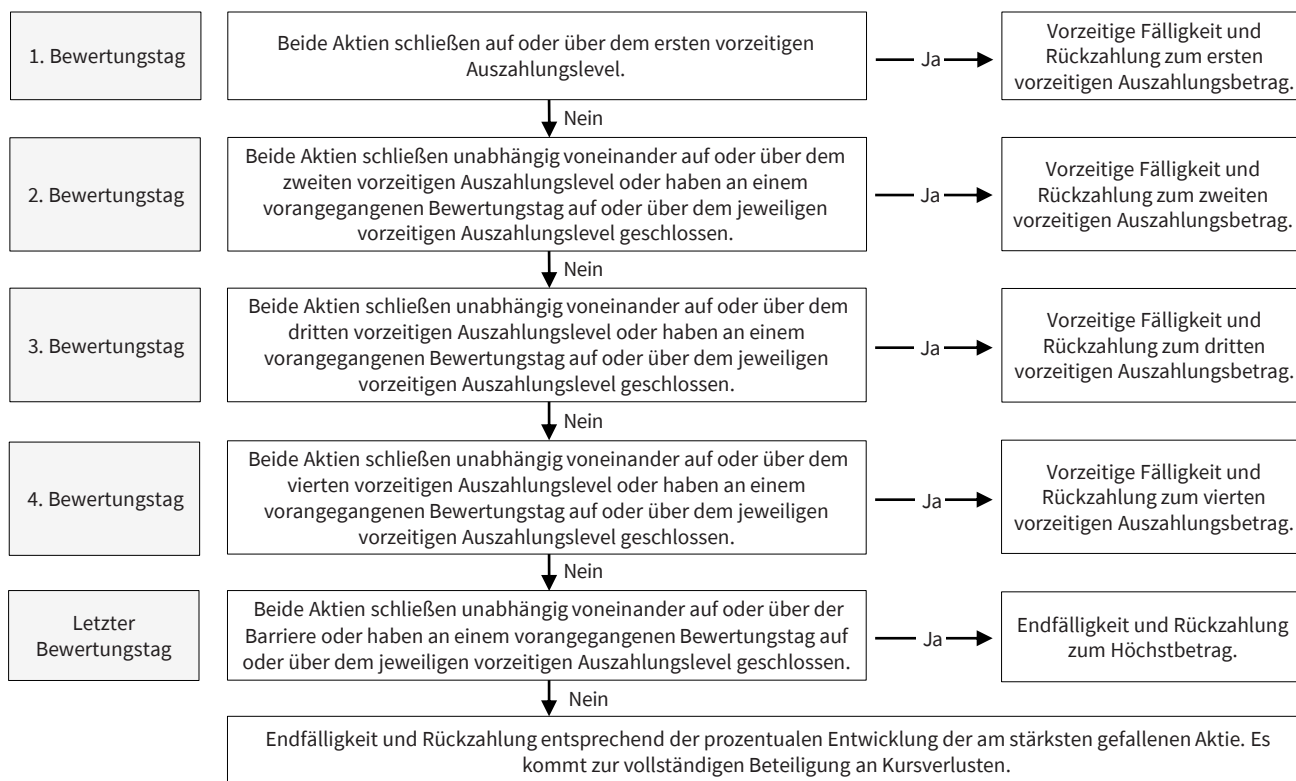 1. Bewertungstag
Beide Aktien schließen auf oder über dem ersten vorzeitigen
Auszahlungslevel.
Ja
Vorzeitige Fälligkeit und
Rückzahlung zum ersten
vorzeitigen Auszahlungsbetrag.
Nein
2. Bewertungstag
Beide Aktien schließen unabhängig voneinander auf oder über dem
zweiten vorzeitigen Auszahlungslevel oder haben an einem
vorangegangenen Bewertungstag auf oder über dem jeweiligen
vorzeitigen Auszahlungslevel geschlossen.
Ja
Vorzeitige Fälligkeit und
Rückzahlung zum zweiten
vorzeitigen Auszahlungsbetrag.
Nein
3. Bewertungstag
Beide Aktien schließen unabhängig voneinander auf oder über dem
dritten vorzeitigen Auszahlungslevel oder haben an einem
vorangegangenen Bewertungstag auf oder über dem jeweiligen
vorzeitigen Auszahlungslevel geschlossen.
Ja
Vorzeitige Fälligkeit und
Rückzahlung zum dritten
vorzeitigen Auszahlungsbetrag.
Nein
4. Bewertungstag
Beide Aktien schließen unabhängig voneinander auf oder über dem
vierten vorzeitigen Auszahlungslevel oder haben an einem
vorangegangenen Bewertungstag auf oder über dem jeweiligen
vorzeitigen Auszahlungslevel geschlossen.
Ja
Vorzeitige Fälligkeit und
Rückzahlung zum vierten
vorzeitigen Auszahlungsbetrag.
Nein
Letzter
Bewertungstag
Beide Aktien schließen unabhängig voneinander auf oder über der
Barriere oder haben an einem vorangegangenen Bewertungstag auf
oder über dem jeweiligen vorzeitigen Auszahlungslevel geschlossen.
Ja
Endfälligkeit und Rückzahlung
zum Höchstbetrag.
Nein
Endfälligkeit und Rückzahlung entsprechend der prozentualen Entwicklung der am stärksten gefallenen Aktie. Es
kommt zur vollständigen Beteiligung an Kursverlusten.